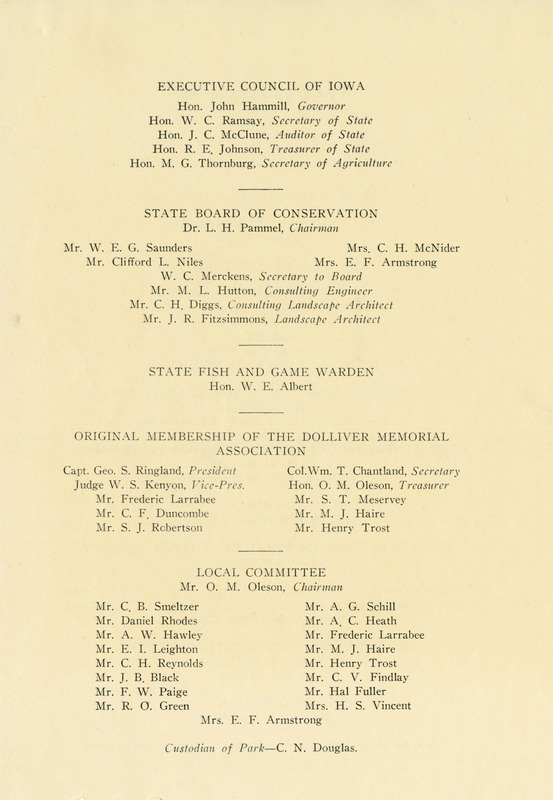 EXECUTIVE COUNCIL OF IOWA
Hon. John Hammill, Governor
Hon. W. C. Ramsay, Secretary of State
Hon. J. C. McClune, Auditor of State
Hon. R. E. Johnson, Treasurer of State
Hon. M. G. Thornburg, Secretary of Agriculture
STATE BOARD OF CONSERVATION
Dr. L. H. Pammel, Chairman
Mr. W. E. G. Saunders Mrs. C. H. McNider
Mr. Clifford L. Niles Mrs. E. F. Armstrong
W. C. Merckens, Secretary to Board
Mr. M. L. Hutton, Consulting Engineer
Mr. C. H. Diggs, Consulting Landscape Architect
Mr. J. R. Fitzsimmons, Landscape Architect
STATE FISH AND GAME WARDEN
Hon. W. E. Albert
ORIGINAL MEMBERSHIP OF THE DOLLIVER MEMORIAL
ASSOCIATION
Capt. Geo. S. Ringland, President Col.Wm. T. Chantland, Secretary
Judge W. S. Kenyon, Vice-Pres. Hon. O. M. Oleson, Treasurer
Mr. Frederic Larrabee Mr. S. T. Meservey
Mr. C. F. Duncombe Mr. M. J. Haire
Mr. S. J. Robertson Mr. Henry Trost
LOCAL COMMITTEE
Mr. O. M. Oleson, Chairman
Mr. C. B. Smeltzer Mr. A. G. Schill
Mr. Daniel Rhodes Mr. A. C. Heath
Mr. A. W. Hawley Mr. Frederic Larrabee
Mr. E. I. Leighton Mr. M. J. Haire
Mr. C. H. Reynolds Mr. Henry Trost
Mr. J. B. Black Mr. C. V. Findlay
Mr. F. W. Paige Mr. Hal Fuller
Mr. R. O. Green Mrs. H. S. Vincent
Mrs. E. F. Armstrong
Custodian of Park—C. N. Douglas.